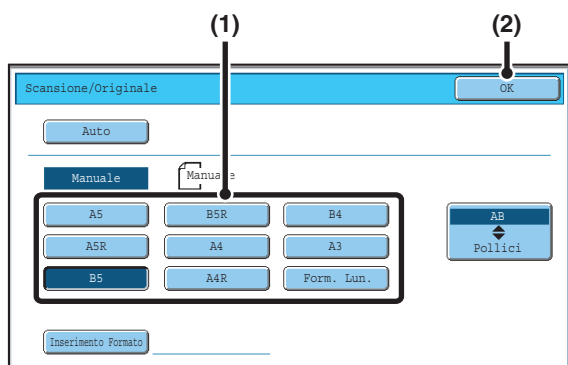 (1) (2)
Scansione/Originale OK
Auto
Manuale Manuale
A5 B5R B4
A5R A4 A3
B5 A4R Form. Lun.
AB
Pollici
Inserimento Formato